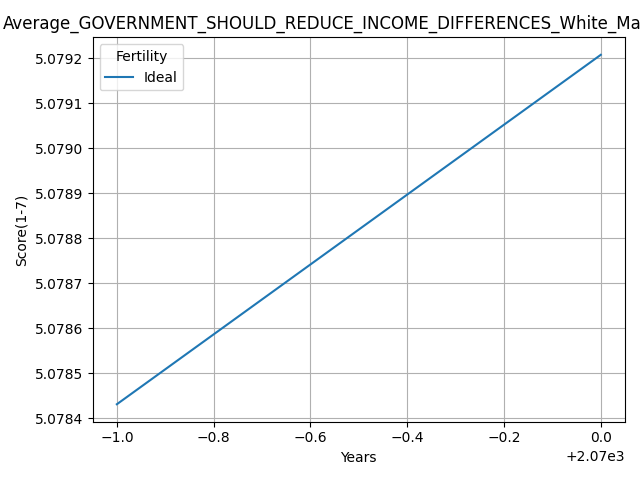 Average_GOVERNMENT_SHOULD_REDUCE_INCOME_DIFFERENCES_White_Ma
Fertility
Ideal
5.0792
5.0791
5.0790
5.0789
5.0788
5.0787
5.0786
5.0785
5.0784
Score(1-7)
−1.0 −0.8 −0.6 −0.4 −0.2 0.0
+2.07e3
Years